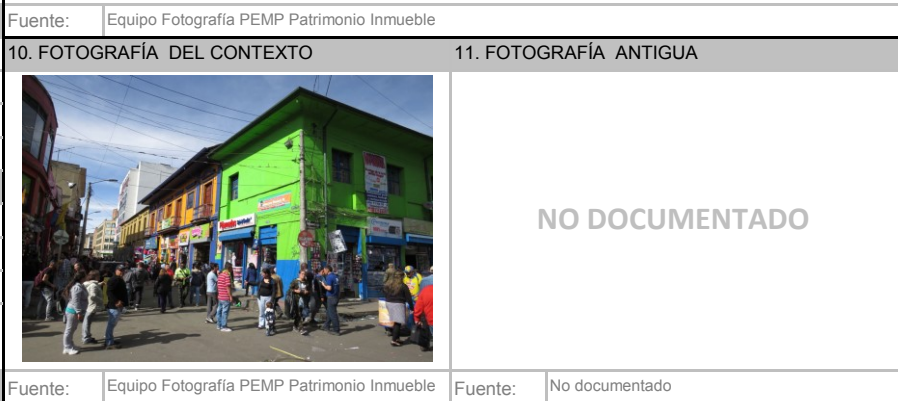 Fuente: Equipo Fotografía PEMP Patrimonio Inmueble
10. FOTOGRAFÍA DEL CONTEXTO
11. FOTOGRAFÍA ANTIGUA
NO DOCUMENTADO
Fuente: Equipo Fotografía PEMP Patrimonio Inmueble
Fuente: No documentado